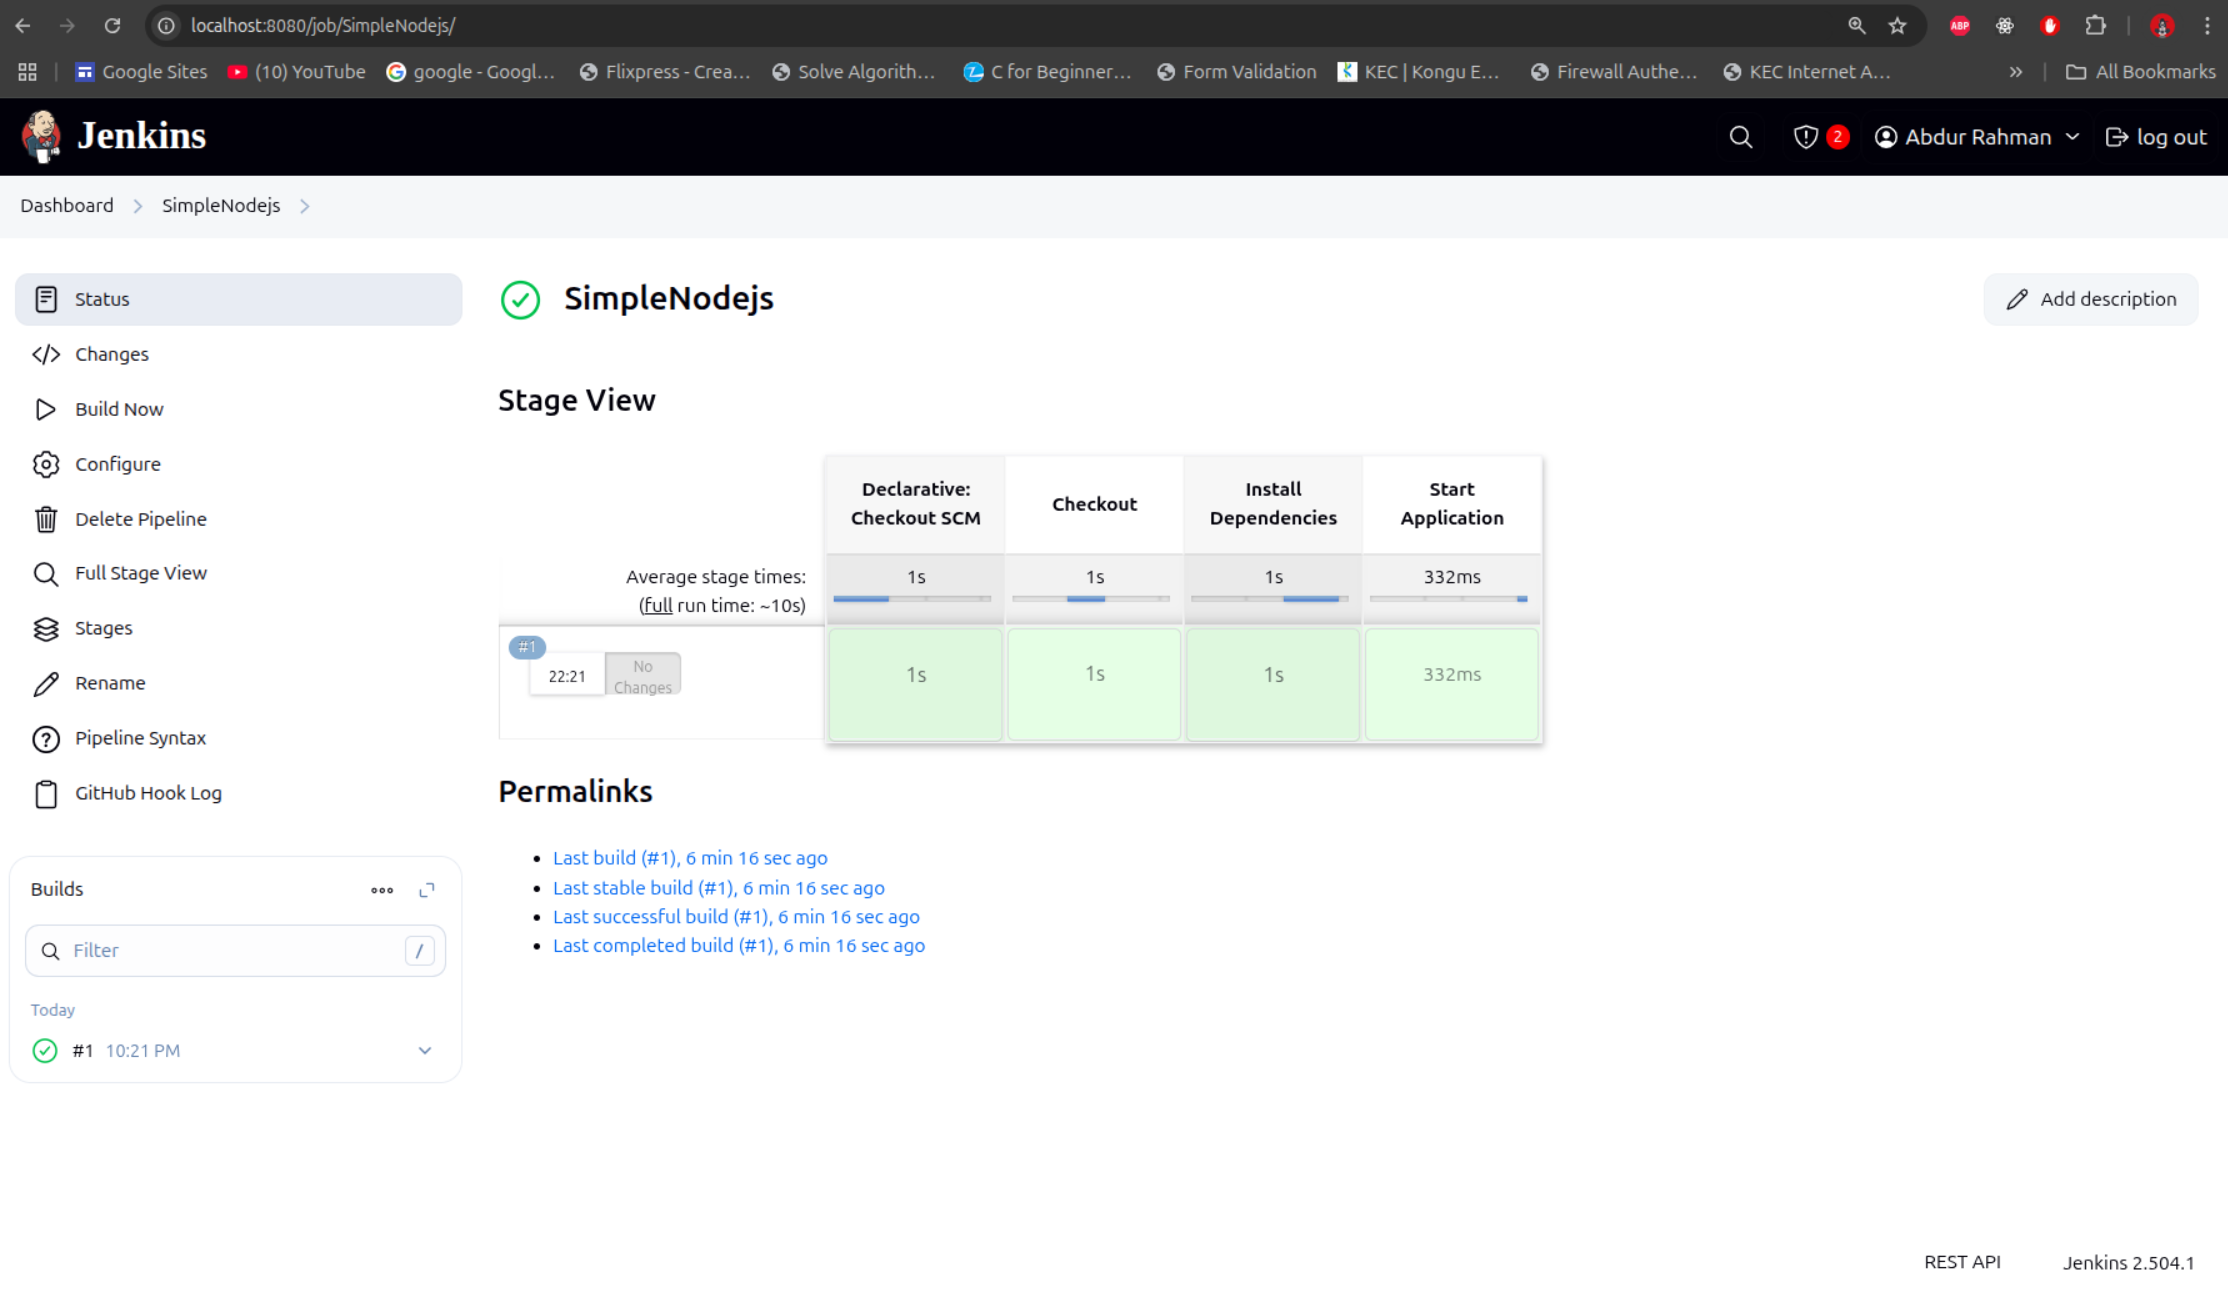 localhost:8080/job/SimpleNodejs/
ABP
Google Sites
(10) YouTube
google - Googl...
Flixpress - Crea...
Solve Algorith...
C for Beginner...
Form Validation
KEC | Kongu E...
Firewall Authe...
KEC Internet A...
»
All Bookmarks
Jenkins
2
Abdur Rahman
log out
Dashboard
SimpleNodejs
Status
Changes
Build Now
Configure
Delete Pipeline
Full Stage View
Stages
Rename
Pipeline Syntax
GitHub Hook Log
Builds
Filter
/
Today
#1 10:21 PM
SimpleNodejs
Add description
Stage View
Declarative:
Checkout SCM
Checkout
Install
Dependencies
Start
Application
Average stage times:
(full run time: ~10s)
1s
1s
1s
332ms
#1
22:21
No
Changes
1s
1s
1s
332ms
Permalinks
• Last build (#1), 6 min 16 sec ago
• Last stable build (#1), 6 min 16 sec ago
• Last successful build (#1), 6 min 16 sec ago
• Last completed build (#1), 6 min 16 sec ago
REST API
Jenkins 2.504.1